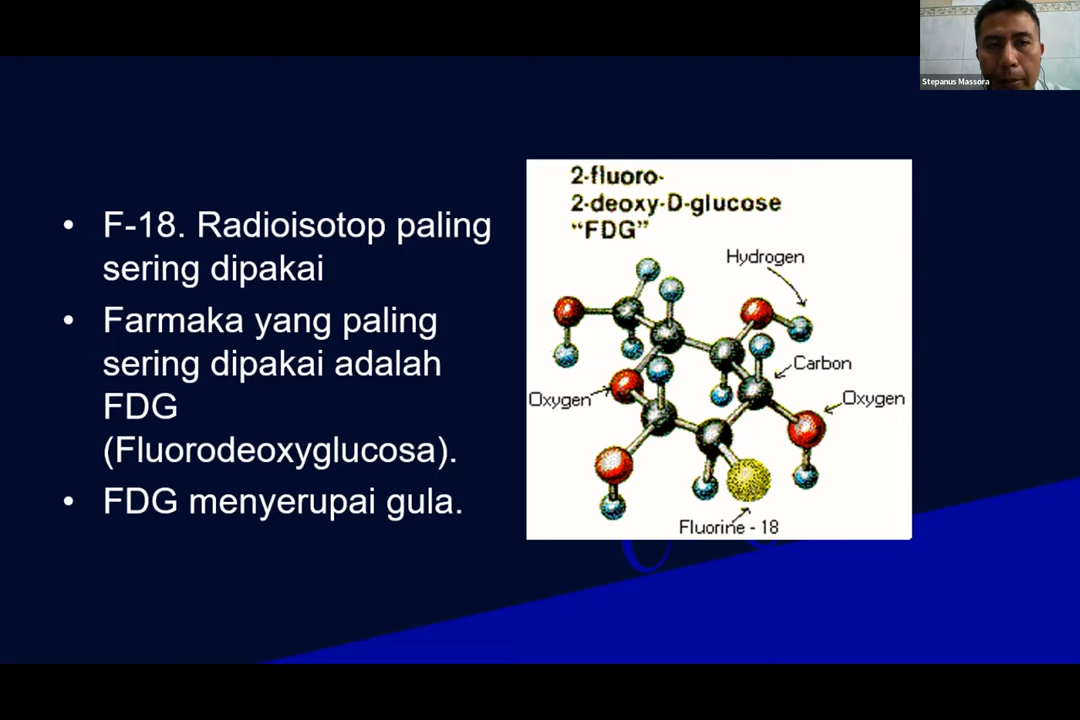 Stepanus Massora
• F-18. Radioisotop paling
sering dipakai
• Farmaka yang paling
sering dipakai adalah
FDG
(Fluorodeoxyglucosa).
• FDG menyerupai gula.
2-fluoro-
2-deoxy-D-glucose
“FDG”
Hydrogen
Carbon
Oxygen
Oxygen
Fluorine - 18